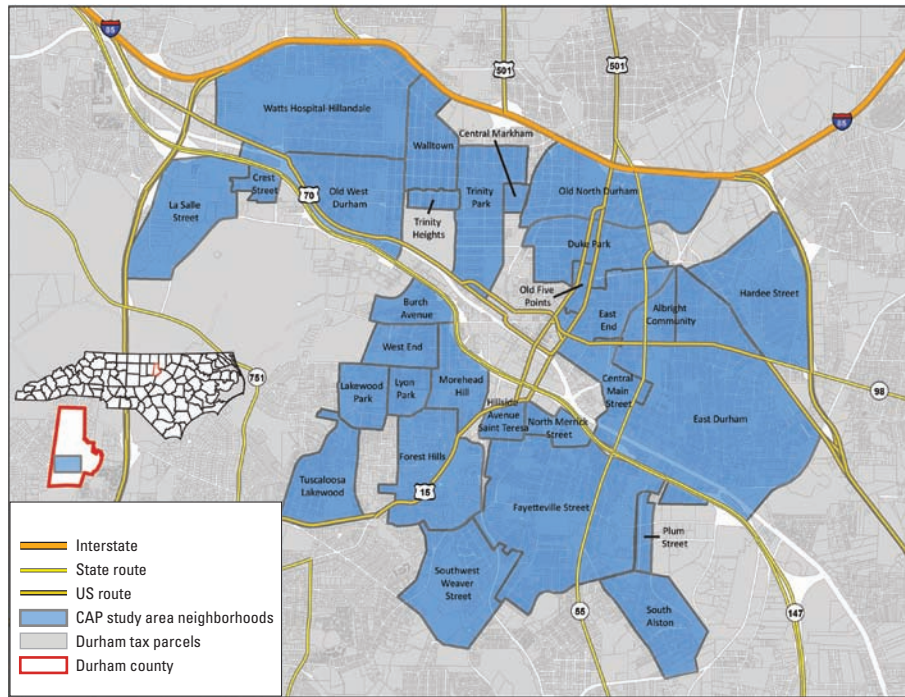 85
501
501
Watts Hospital-Hillandale
Central Markham
Walltown
85
Crest
Street
Old West
Durham
70
Trinity
Park
Old North Durham
La Salle
Street
Trinity
Heights
Duke Park
Old Five
Points
Hardee Street
Burch
Avenue
East
End
Albright
Community
West End
751
Lakewood
Park
Lyon
Park
Morehead
Hill
Central
Main
Street
98
Hillside
Avenue
Saint Teresa
North Merrick
Street
East Durham
Forest Hills
Tuscaloosa
Lakewood
15
Fayetteville Street
Plum
Street
Southwest
Weaver
Street
South
Alston
55
147
Interstate
State route
US route
CAP study area neighborhoods
Durham tax parcels
Durham county